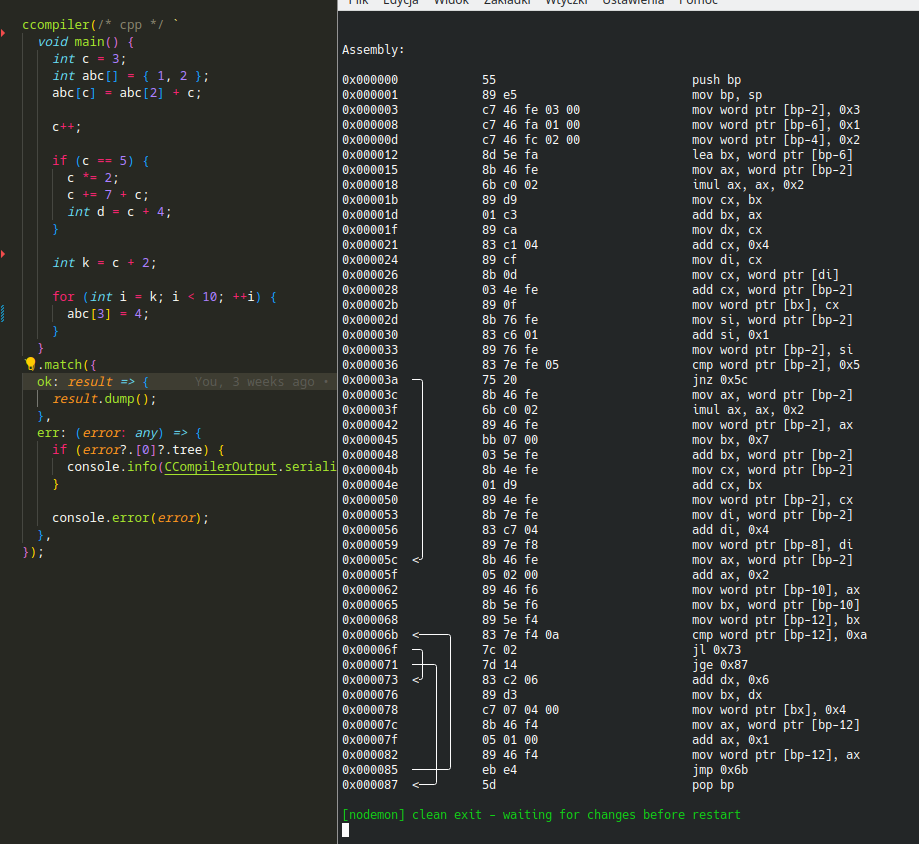 ccompiler(/* cpp */ `
void main() {
int c = 3;
int abc[] = { 1, 2 };
abc[c] = abc[2] + c;
c++;
if (c == 5) {
c *= 2;
c += 7 + c;
int d = c + 4;
}
int k = c + 2;
for (int i = k; i < 10; ++i) {
abc[3] = 4;
}
}
.match({
ok: result => { You, 3 weeks ago •
result.dump();
},
err: (error: any) => {
if (error?.[0]?.tree) {
console.info(CCompilerOutput.seriali
}
console.error(error);
},
});
Plik Edycja Widok Zakładki Wtyczki Ustawienia Pomoc
Assembly:
0x000000 55 push bp
0x000001 89 e5 mov bp, sp
0x000003 c7 46 fe 03 00 mov word ptr [bp-2], 0x3
0x000008 c7 46 fa 01 00 mov word ptr [bp-6], 0x1
0x00000d c7 46 fc 02 00 mov word ptr [bp-4], 0x2
0x000012 8d 5e fa lea bx, word ptr [bp-6]
0x000015 8b 46 fe mov ax, word ptr [bp-2]
0x000018 6b c0 02 imul ax, ax, 0x2
0x00001b 89 d9 mov cx, bx
0x00001d 01 c3 add bx, ax
0x00001f 89 ca mov dx, cx
0x000021 83 c1 04 add cx, 0x4
0x000024 89 cf mov di, cx
0x000026 8b 0d mov cx, word ptr [di]
0x000028 03 4e fe add cx, word ptr [bp-2]
0x00002b 89 0f mov word ptr [bx], cx
0x00002d 8b 76 fe mov si, word ptr [bp-2]
0x000030 83 c6 01 add si, 0x1
0x000033 89 76 fe mov word ptr [bp-2], si
0x000036 83 7e fe 05 cmp word ptr [bp-2], 0x5
0x00003a 75 20 jnz 0x5c
0x00003c 8b 46 fe mov ax, word ptr [bp-2]
0x00003f 6b c0 02 imul ax, ax, 0x2
0x000042 89 46 fe mov word ptr [bp-2], ax
0x000045 bb 07 00 mov bx, 0x7
0x000048 03 5e fe add bx, word ptr [bp-2]
0x00004b 8b 4e fe mov cx, word ptr [bp-2]
0x00004e 01 d9 add cx, bx
0x000050 89 4e fe mov word ptr [bp-2], cx
0x000053 8b 7e fe mov di, word ptr [bp-2]
0x000056 83 c7 04 add di, 0x4
0x000059 89 7e f8 mov word ptr [bp-8], di
0x00005c < 8b 46 fe mov ax, word ptr [bp-2]
0x00005f 05 02 00 add ax, 0x2
0x000062 89 46 f6 mov word ptr [bp-10], ax
0x000065 8b 5e f6 mov bx, word ptr [bp-10]
0x000068 89 5e f4 mov word ptr [bp-12], bx
0x00006b < 83 7e f4 0a cmp word ptr [bp-12], 0xa
0x00006f 7c 02 jl 0x73
0x000071 7d 14 jge 0x87
0x000073 < 83 c2 06 add dx, 0x6
0x000076 89 d3 mov bx, dx
0x000078 c7 07 04 00 mov word ptr [bx], 0x4
0x00007c 8b 46 f4 mov ax, word ptr [bp-12]
0x00007f 05 01 00 add ax, 0x1
0x000082 89 46 f4 mov word ptr [bp-12], ax
0x000085 eb e4 jmp 0x6b
0x000087 < 5d pop bp
[nodemon] clean exit - waiting for changes before restart